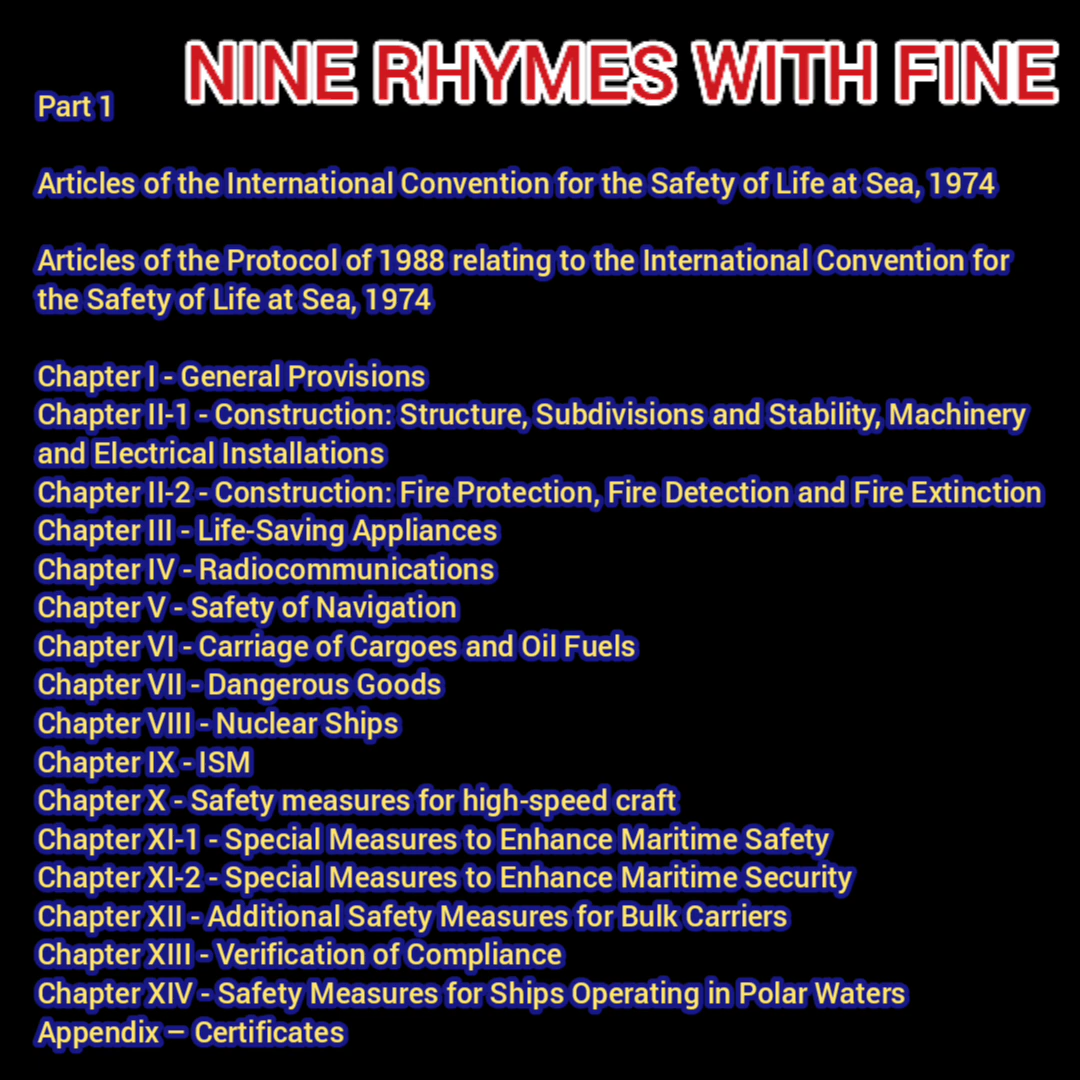 NINE RHYMES WITH FINE
Part 1
Articles of the International Convention for the Safety of Life at Sea, 1974
Articles of the Protocol of 1988 relating to the International Convention for
the Safety of Life at Sea, 1974
Chapter I - General Provisions
Chapter II-1 - Construction: Structure, Subdivisions and Stability, Machinery
and Electrical Installations
Chapter II-2 - Construction: Fire Protection, Fire Detection and Fire Extinction
Chapter III - Life-Saving Appliances
Chapter IV - Radiocommunications
Chapter V - Safety of Navigation
Chapter VI - Carriage of Cargoes and Oil Fuels
Chapter VII - Dangerous Goods
Chapter VIII - Nuclear Ships
Chapter IX - ISM
Chapter X - Safety measures for high-speed craft
Chapter XI-1 - Special Measures to Enhance Maritime Safety
Chapter XI-2 - Special Measures to Enhance Maritime Security
Chapter XII - Additional Safety Measures for Bulk Carriers
Chapter XIII - Verification of Compliance
Chapter XIV - Safety Measures for Ships Operating in Polar Waters
Appendix – Certificates